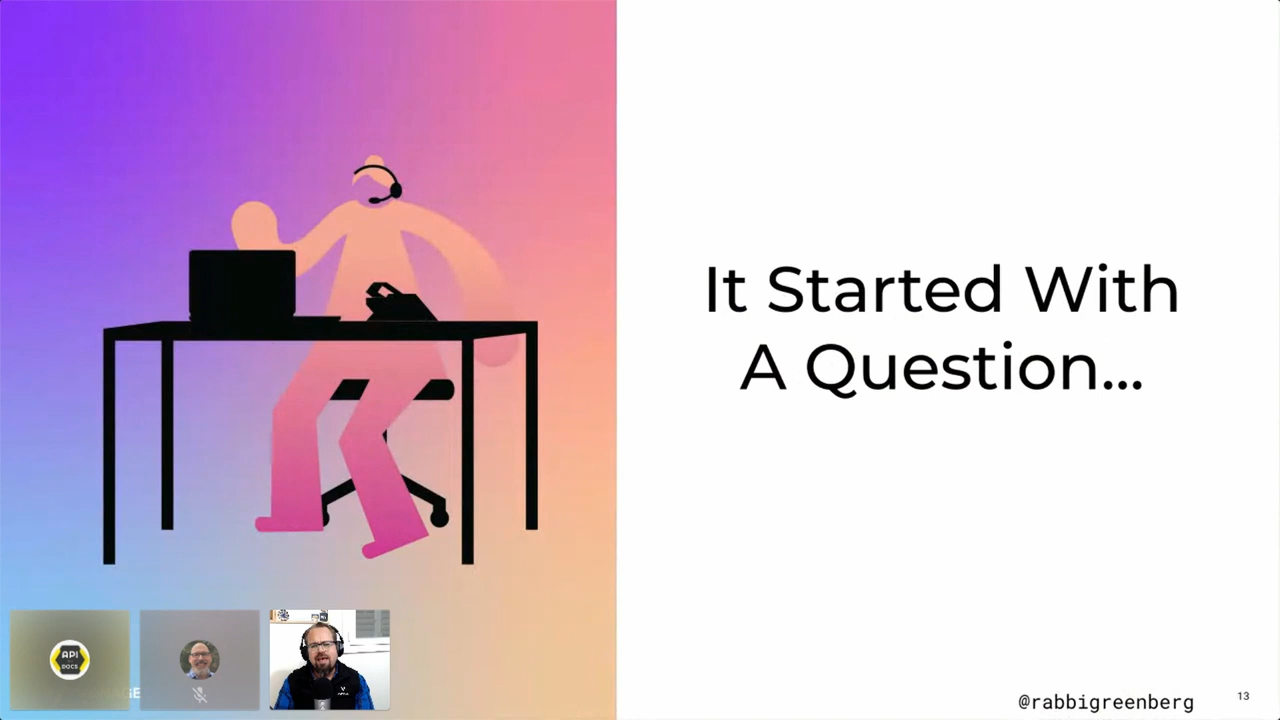 It Started With
A Question...
API
DOCS
@rabbigreenberg
13